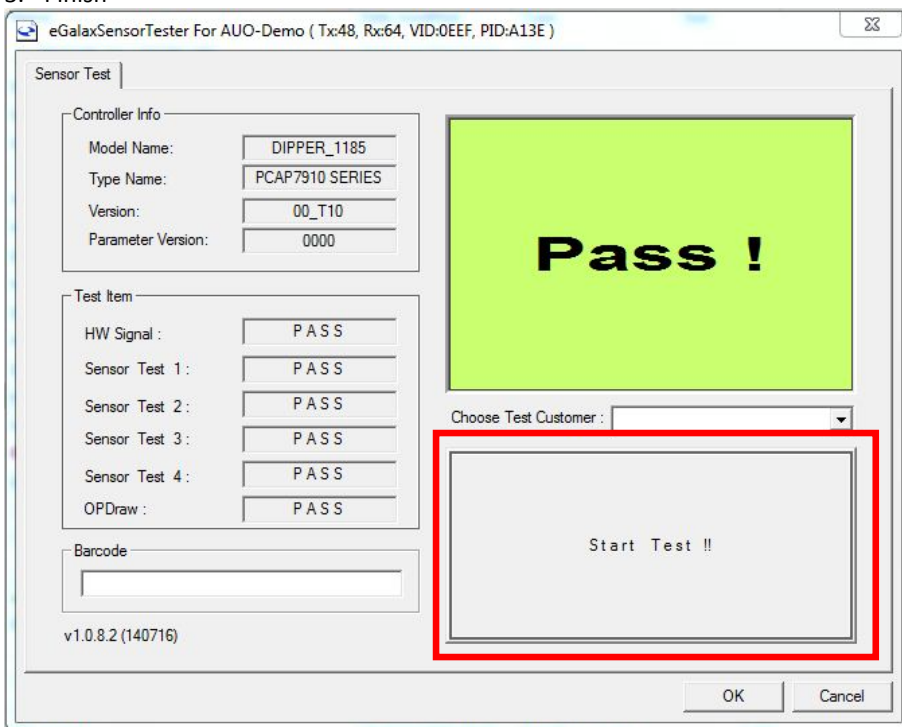 eGalaxSensorTester For AUO-Demo ( Tx:48, Rx:64, VID:0EEF, PID:A13E )
Sensor Test
Controller Info
Model Name: DIPPER_1185
Type Name: PCAP7910 SERIES
Version: 00_T10
Parameter Version: 0000
Pass !
Test Item
HW Signal : PASS
Sensor Test 1 : PASS
Sensor Test 2 : PASS
Sensor Test 3 : PASS
Sensor Test 4 : PASS
OPDraw : PASS
Choose Test Customer :
Start Test !!
Barcode
v1.0.8.2 (140716)
OK Cancel